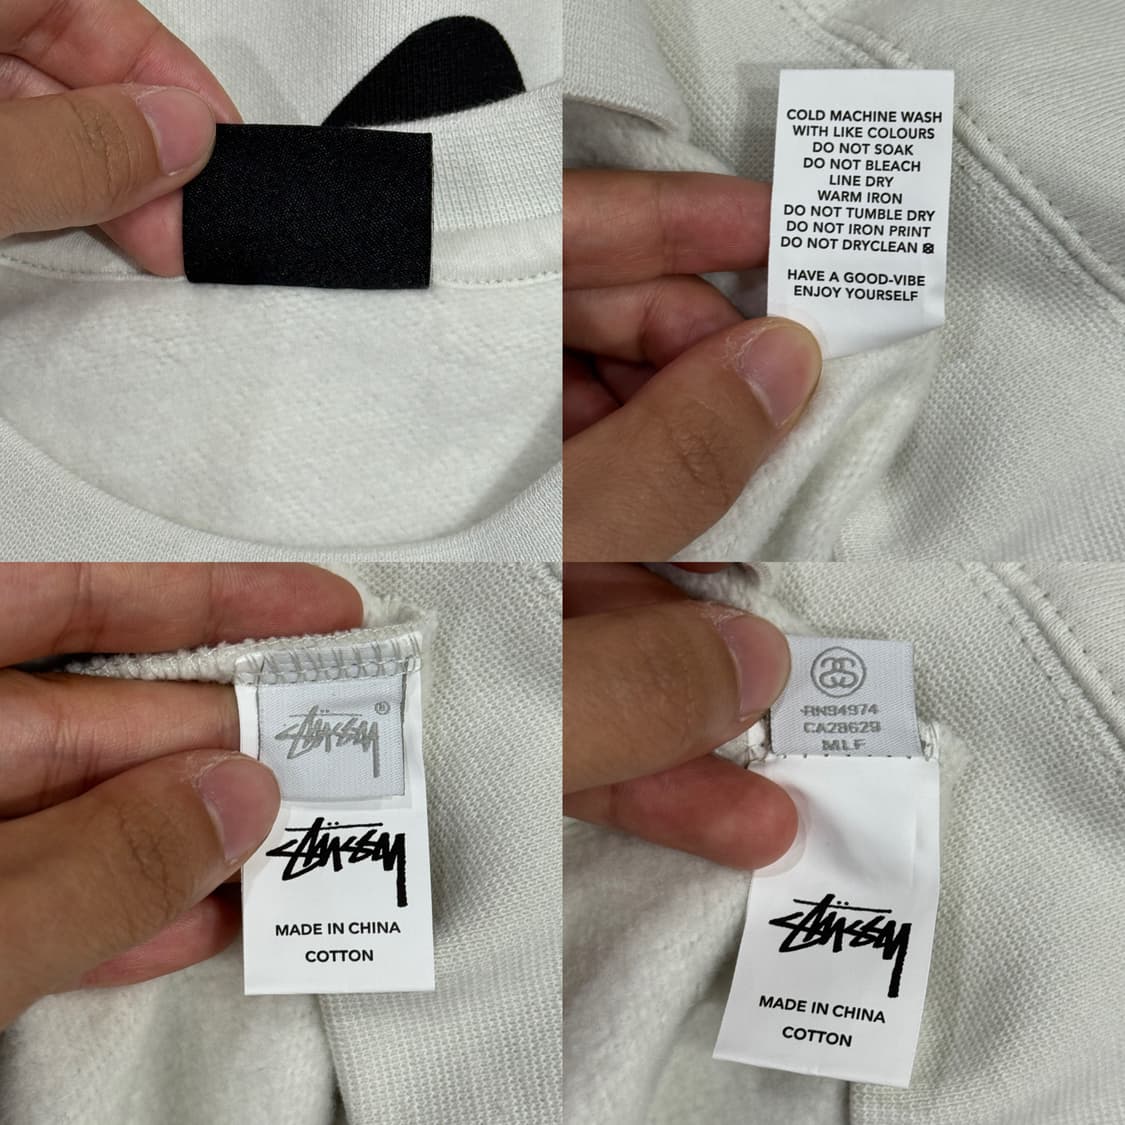 COLD MACHINE WASH
WITH LIKE COLOURS
DO NOT SOAK
DO NOT BLEACH
LINE DRY
WARM IRON
DO NOT TUMBLE DRY
DO NOT IRON PRINT
DO NOT DRYCLEAN
HAVE A GOOD-VIBE
ENJOY YOURSELF
Stüssy ®
Stüssy
MADE IN CHINA
COTTON
RN94974
CA28629
MLF
Stüssy
MADE IN CHINA
COTTON